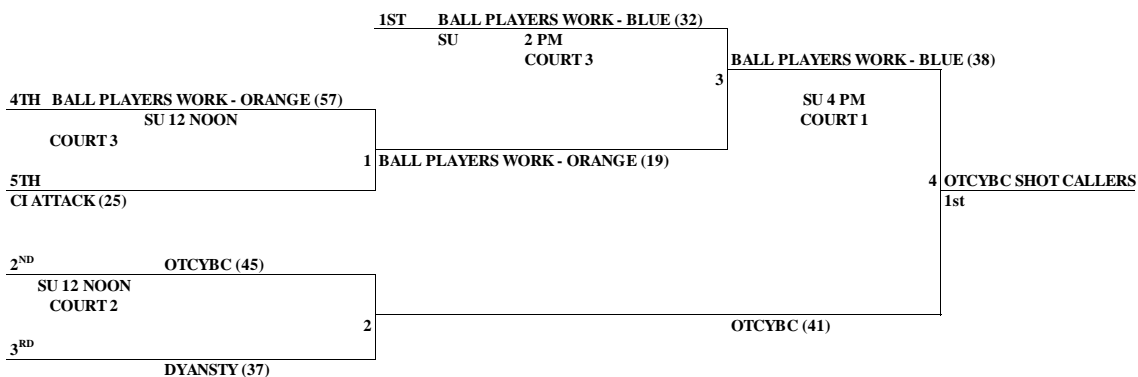 1ST BALL PLAYERS WORK - BLUE (32)
SU 2 PM
COURT 3
BALL PLAYERS WORK - BLUE (38)
3
4TH BALL PLAYERS WORK - ORANGE (57)
SU 4 PM
SU 12 NOON
COURT 1
COURT 3
1 BALL PLAYERS WORK - ORANGE (19)
5TH
4 OTCYBC SHOT CALLERS
CI ATTACK (25)
1st
2ND OTCYBC (45)
SU 12 NOON
COURT 2
2
OTCYBC (41)
3RD
DYANSTY (37)